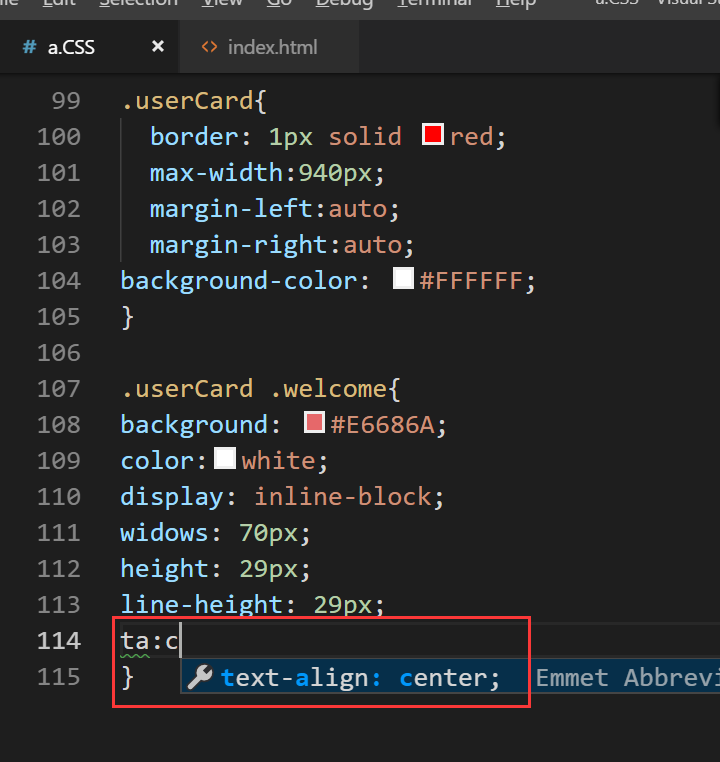 Edit Selection View Go Debug Terminal Help a.CSS
# a.CSS × <> index.html
99 .userCard{
100 border: 1px solid red;
101 max-width:940px;
102 margin-left:auto;
103 margin-right:auto;
104 background-color: #FFFFFF;
105 }
106
107 .userCard .welcome{
108 background: #E6686A;
109 color:white;
110 display: inline-block;
111 widows: 70px;
112 height: 29px;
113 line-height: 29px;
114 ta:c
115 } text-align: center; Emmet Abbrevi